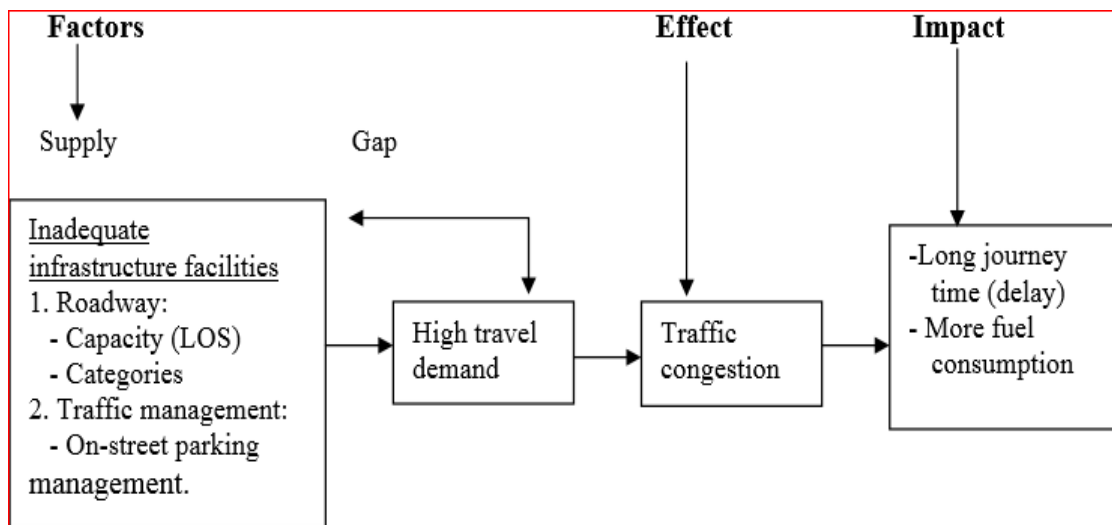 Factors
Effect
Impact
Supply
Gap
Inadequate
infrastructure facilities
1. Roadway:
- Capacity (LOS)
- Categories
2. Traffic management:
- On-street parking
management.
High travel
demand
Traffic
congestion
-Long journey
time (delay)
- More fuel
consumption